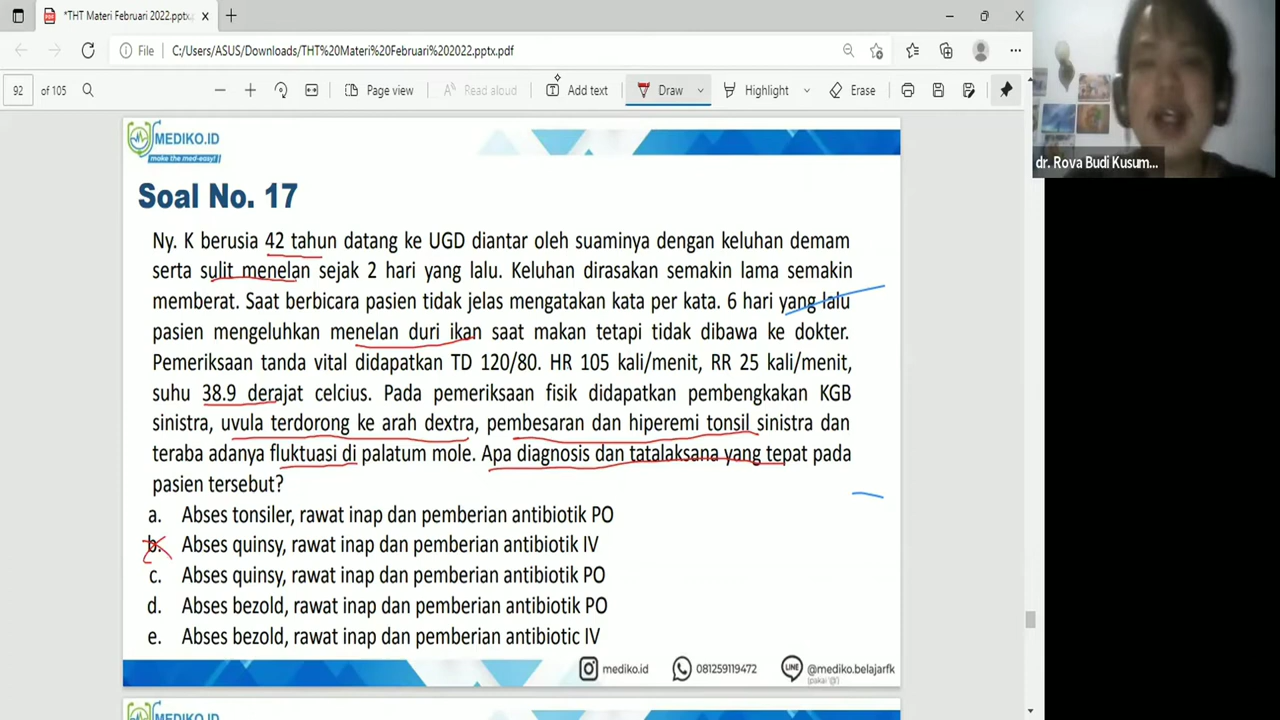 *THT Materi Februari 2022.pptx.p
File
C:/Users/ASUS/Downloads/THT%20Materi%20Februari%202022.pptx.pdf
92 of 105
Page view
Read aloud
Add text
Draw
Highlight
Erase
dr. Rova Budi Kusum...
MEDIKO.ID
make the med-easy!
Soal No. 17
Ny. K berusia 42 tahun datang ke UGD diantar oleh suaminya dengan keluhan demam
serta sulit menelan sejak 2 hari yang lalu. Keluhan dirasakan semakin lama semakin
memberat. Saat berbicara pasien tidak jelas mengatakan kata per kata. 6 hari yang lalu
pasien mengeluhkan menelan duri ikan saat makan tetapi tidak dibawa ke dokter.
Pemeriksaan tanda vital didapatkan TD 120/80. HR 105 kali/menit, RR 25 kali/menit,
suhu 38.9 derajat celcius. Pada pemeriksaan fisik didapatkan pembengkakan KGB
sinistra, uvula terdorong ke arah dextra, pembesaran dan hiperemi tonsil sinistra dan
teraba adanya fluktuasi di palatum mole. Apa diagnosis dan tatalaksana yang tepat pada
pasien tersebut?
a. Abses tonsiler, rawat inap dan pemberian antibiotik PO
b. Abses quinsy, rawat inap dan pemberian antibiotik IV
c. Abses quinsy, rawat inap dan pemberian antibiotik PO
d. Abses bezold, rawat inap dan pemberian antibiotik PO
e. Abses bezold, rawat inap dan pemberian antibiotic IV
mediko.id
081259119472
@mediko.belajarfk
(pakai '@')
MEDIKO.ID